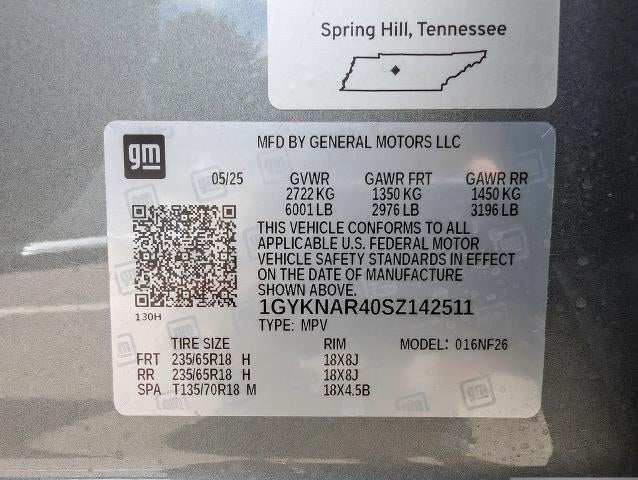 Spring Hill, Tennessee
gm
MFD BY GENERAL MOTORS LLC
05/25 GVWR GAWR FRT GAWR RR
2722 KG 1350 KG 1450 KG
6001 LB 2976 LB 3196 LB
THIS VEHICLE CONFORMS TO ALL
APPLICABLE U.S. FEDERAL MOTOR
VEHICLE SAFETY STANDARDS IN EFFECT
ON THE DATE OF MANUFACTURE
SHOWN ABOVE.
1GYKNAR40SZ142511
130H
TYPE: MPV
TIRE SIZE RIM MODEL: 016NF26
FRT 235/65R18 H 18X8J
RR 235/65R18 H 18X8J
SPA T135/70R18 M 18X4.5B